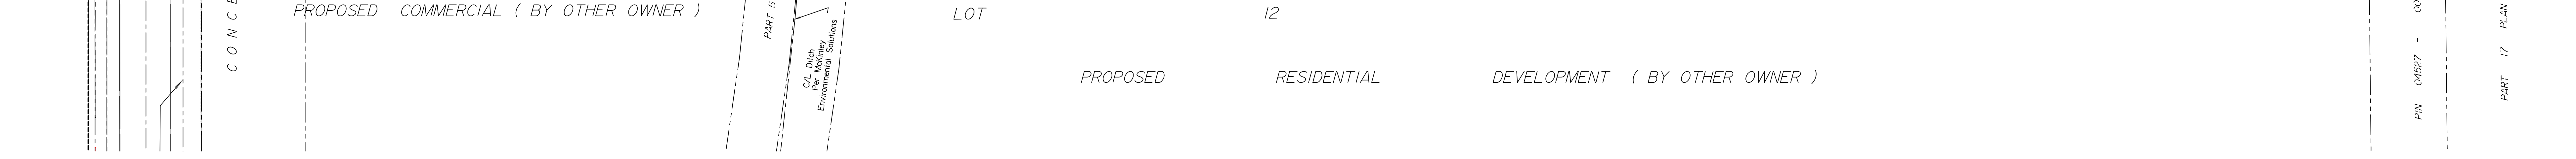 PROPOSED COMMERCIAL ( BY OTHER OWNER )
LOT 12
PROPOSED RESIDENTIAL DEVELOPMENT ( BY OTHER OWNER )
CONCE
PART 5
C/L Ditch
Per McKinley
Environmental Solutions
PIN 04527 - 00
PART 17 PLAN